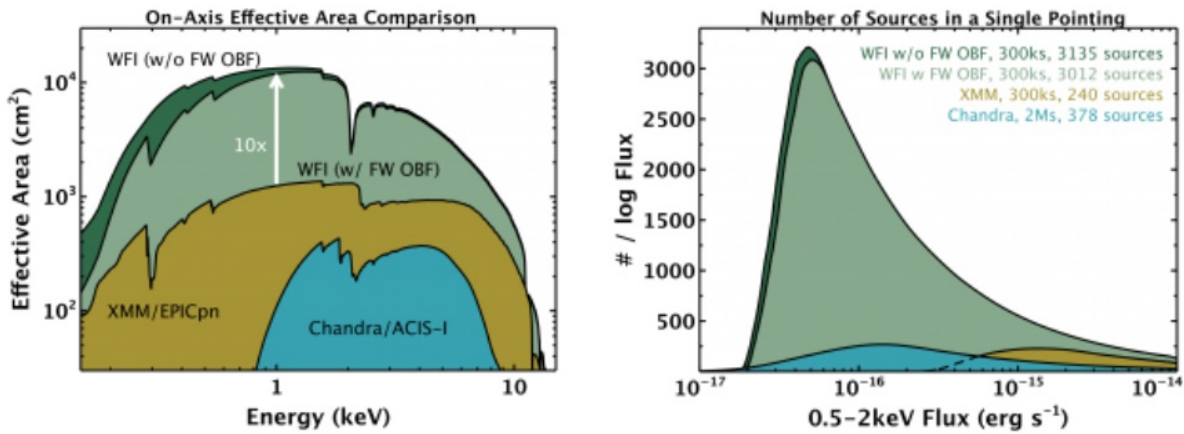 On-Axis Effective Area Comparison
WFI (w/o FW OBF)
10x
WFI (w/ FW OBF)
XMM/EPICpn
Chandra/ACIS-I
Effective Area (cm²)
10⁴
10³
10²
1
10
Energy (keV)
Number of Sources in a Single Pointing
WFI w/o FW OBF, 300ks, 3135 sources
WFI w FW OBF, 300ks, 3012 sources
XMM, 300ks, 240 sources
Chandra, 2Ms, 378 sources
# / log Flux
3000
2500
2000
1500
1000
500
10⁻¹⁷
10⁻¹⁶
10⁻¹⁵
10⁻¹⁴
0.5-2keV Flux (erg s⁻¹)